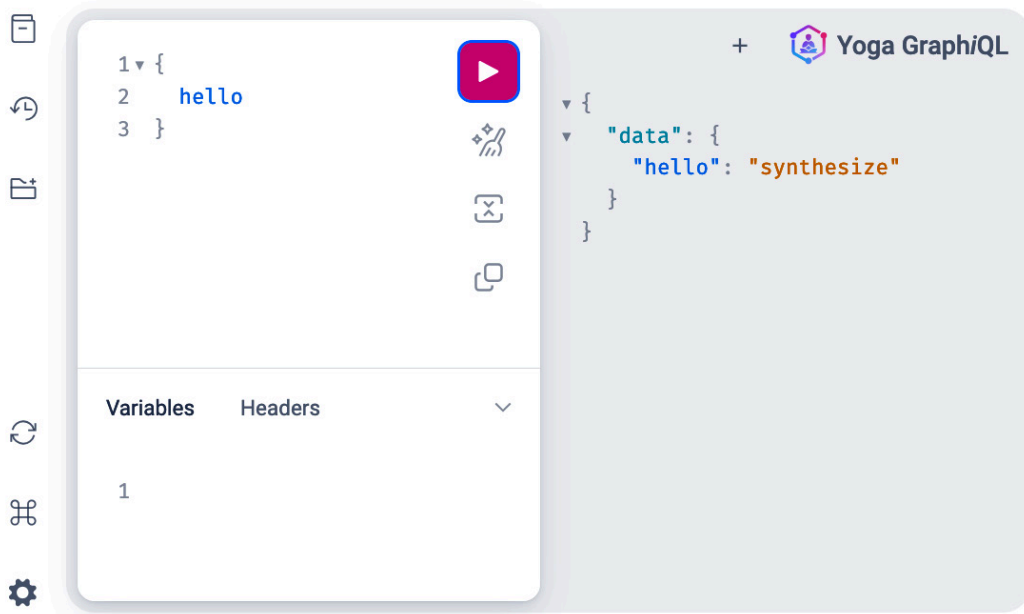 1 {
2 hello
3 }
Variables Headers
1
+ Yoga GraphiQL
{
"data": {
"hello": "synthesize"
}
}